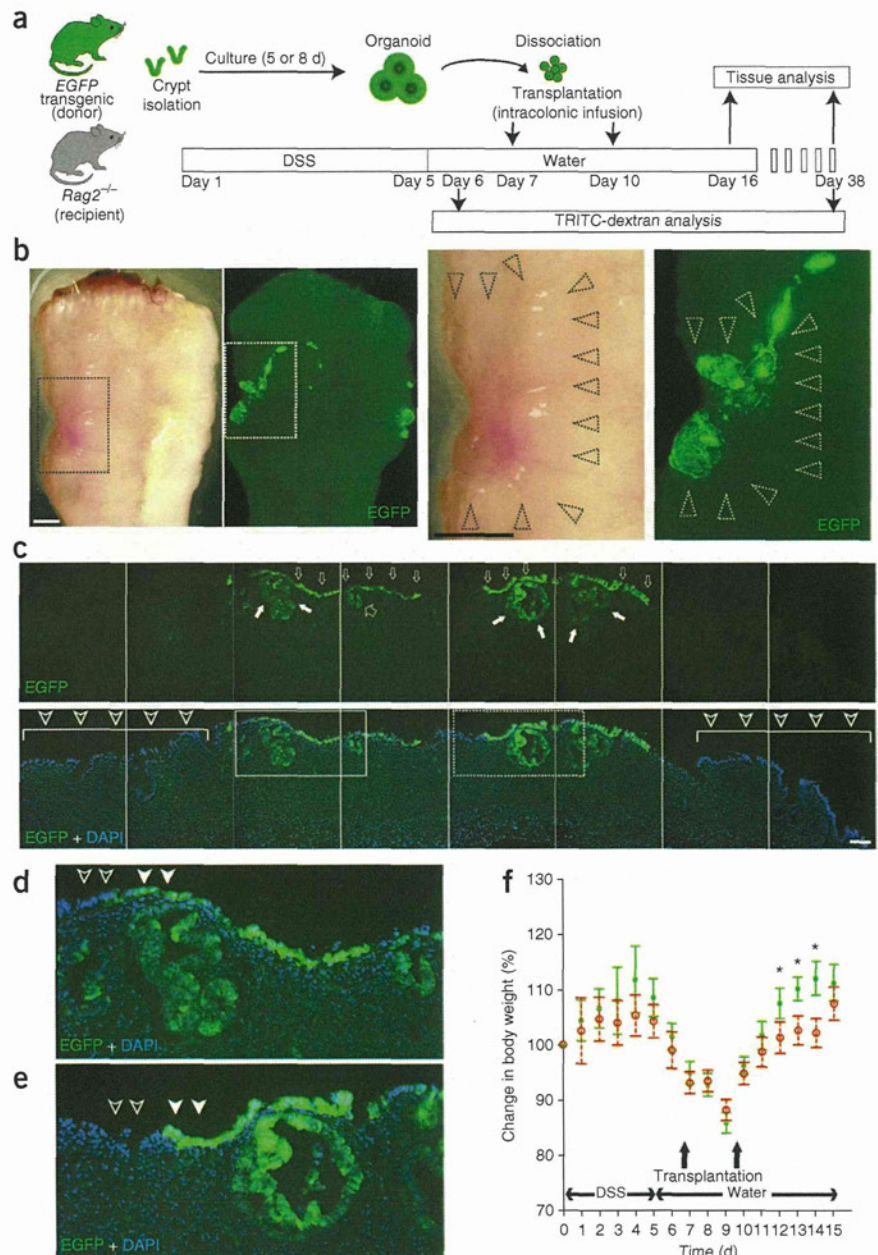 a
EGFP
transgenic
(donor)
Crypt
isolation
Culture (5 or 8 d)
Organoid
Dissociation
Transplantation
(intracolonic infusion)
Tissue analysis
Rag2−/−
(recipient)
DSS
Water
Day 1
Day 5
Day 6
Day 7
Day 10
Day 16
Day 38
TRITC-dextran analysis
b
EGFP
EGFP
c
EGFP
EGFP + DAPI
d
EGFP + DAPI
e
EGFP + DAPI
f
Change in body weight (%)
130
120
110
100
90
80
70
* * *
Transplantation
DSS
Water
0 1 2 3 4 5 6 7 8 9 10 11 12 13 14 15
Time (d)